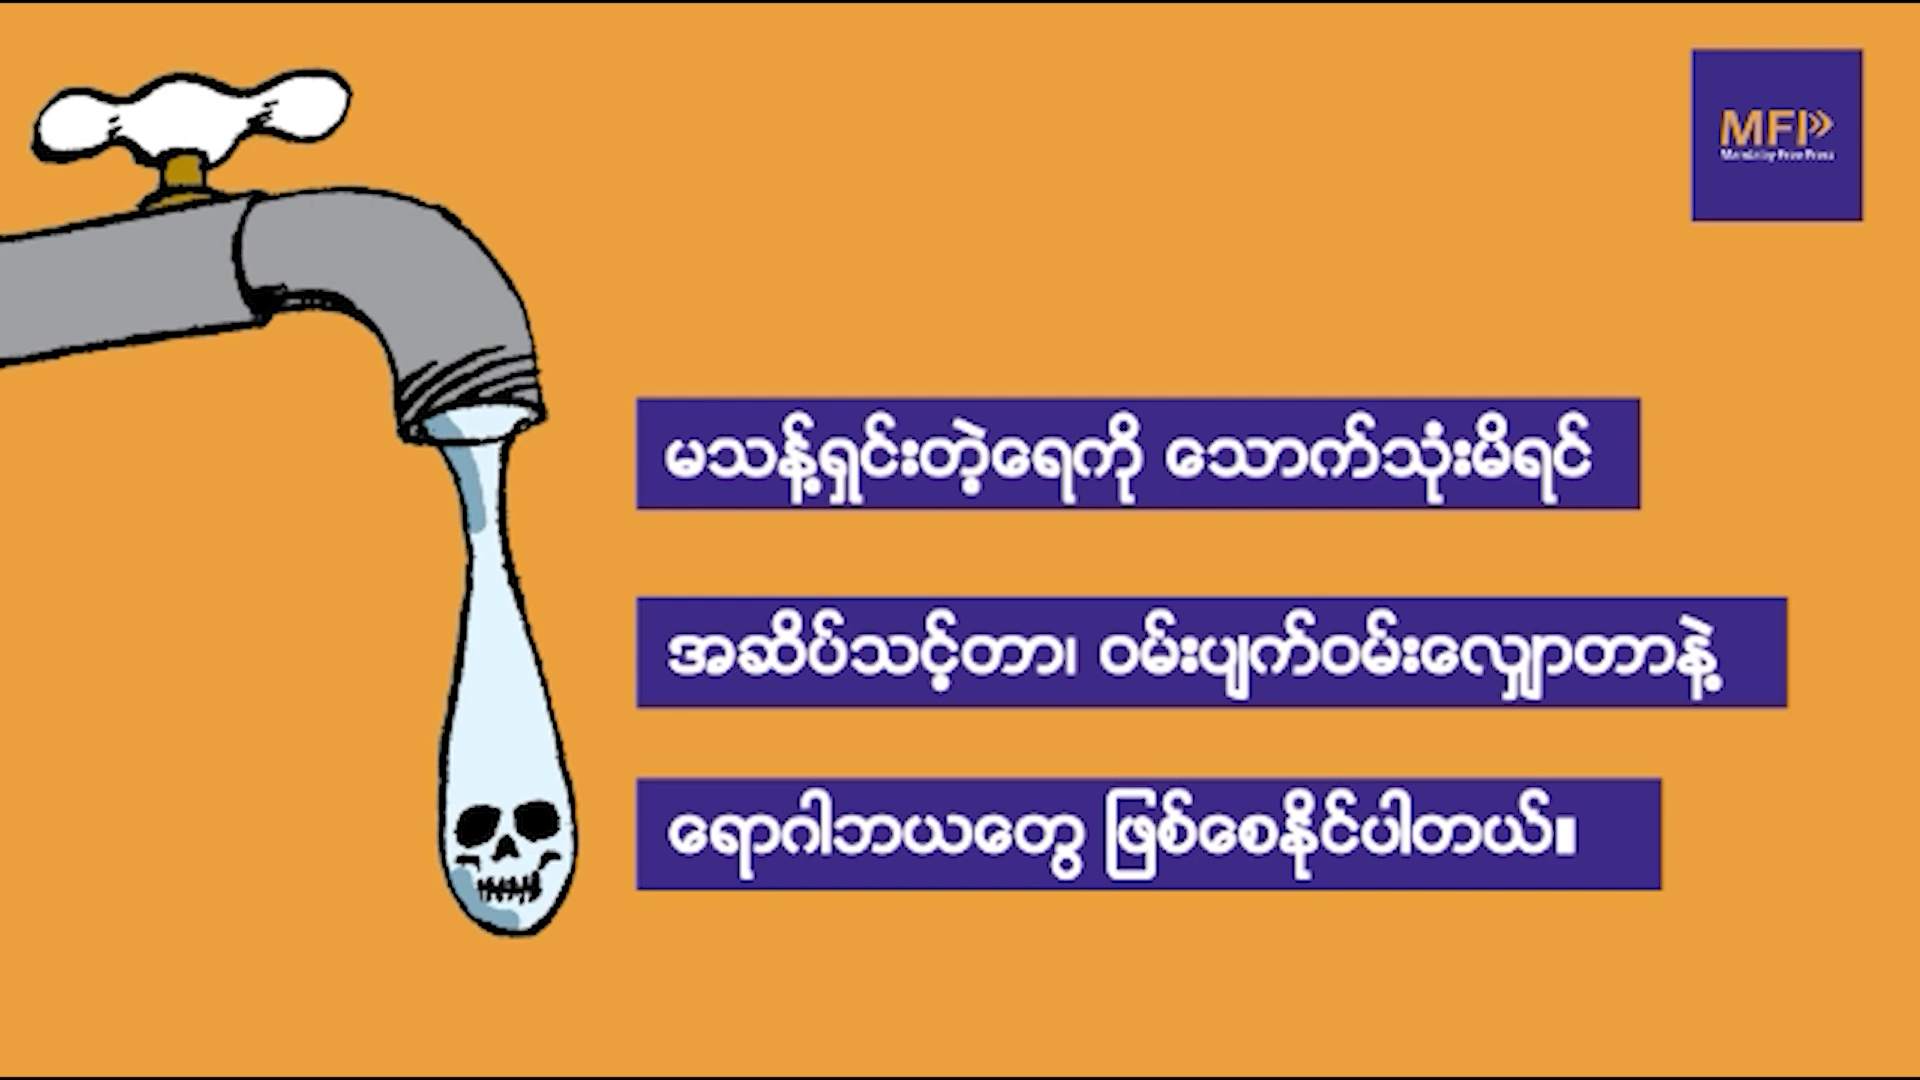 MFP
မသန့်ရှင်းတဲ့ရေကို သောက်သုံးမိရင်
အဆိပ်သင့်တာ၊ ဝမ်းပျက်ဝမ်းလျှောတာနဲ့
ရောဂါဘယတွေ ဖြစ်စေနိုင်ပါတယ်။